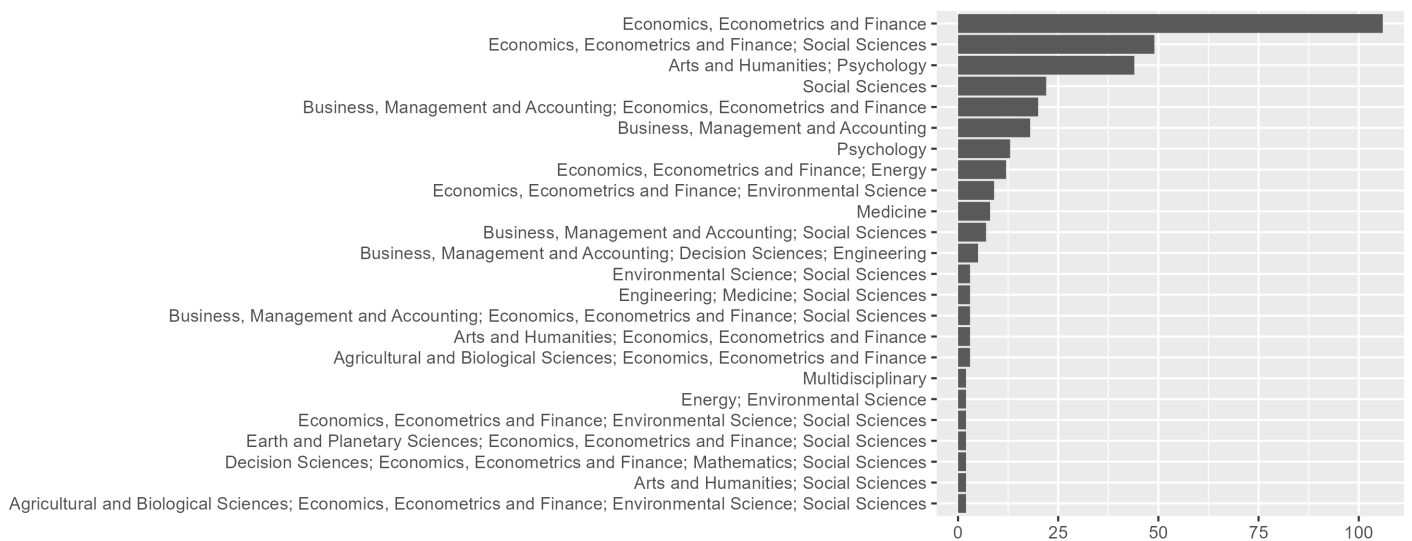 Economics, Econometrics and Finance
Economics, Econometrics and Finance; Social Sciences
Arts and Humanities; Psychology
Social Sciences
Business, Management and Accounting; Economics, Econometrics and Finance
Business, Management and Accounting
Psychology
Economics, Econometrics and Finance; Energy
Economics, Econometrics and Finance; Environmental Science
Medicine
Business, Management and Accounting; Social Sciences
Business, Management and Accounting; Decision Sciences; Engineering
Environmental Science; Social Sciences
Engineering; Medicine; Social Sciences
Business, Management and Accounting; Economics, Econometrics and Finance; Social Sciences
Arts and Humanities; Economics, Econometrics and Finance
Agricultural and Biological Sciences; Economics, Econometrics and Finance
Multidisciplinary
Energy; Environmental Science
Economics, Econometrics and Finance; Environmental Science; Social Sciences
Earth and Planetary Sciences; Economics, Econometrics and Finance; Social Sciences
Decision Sciences; Economics, Econometrics and Finance; Mathematics; Social Sciences
Arts and Humanities; Social Sciences
Agricultural and Biological Sciences; Economics, Econometrics and Finance; Environmental Science; Social Sciences
0 25 50 75 100